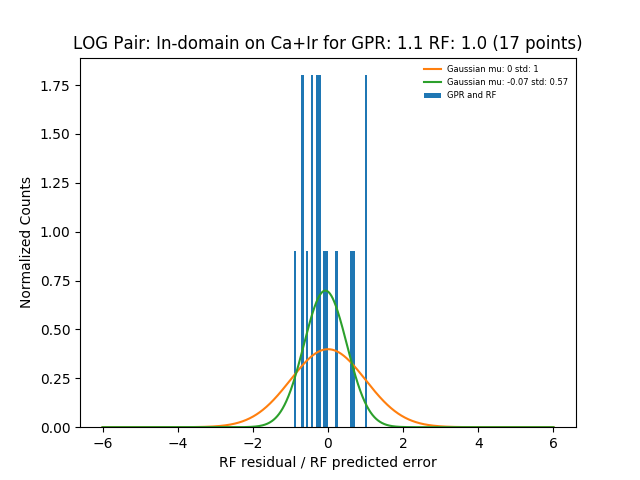 LOG Pair: In-domain on Ca+Ir for GPR: 1.1 RF: 1.0 (17 points)
Gaussian mu: 0 std: 1
Gaussian mu: -0.07 std: 0.57
GPR and RF
Normalized Counts
1.75
1.50
1.25
1.00
0.75
0.50
0.25
0.00
−6 −4 −2 0 2 4 6
RF residual / RF predicted error